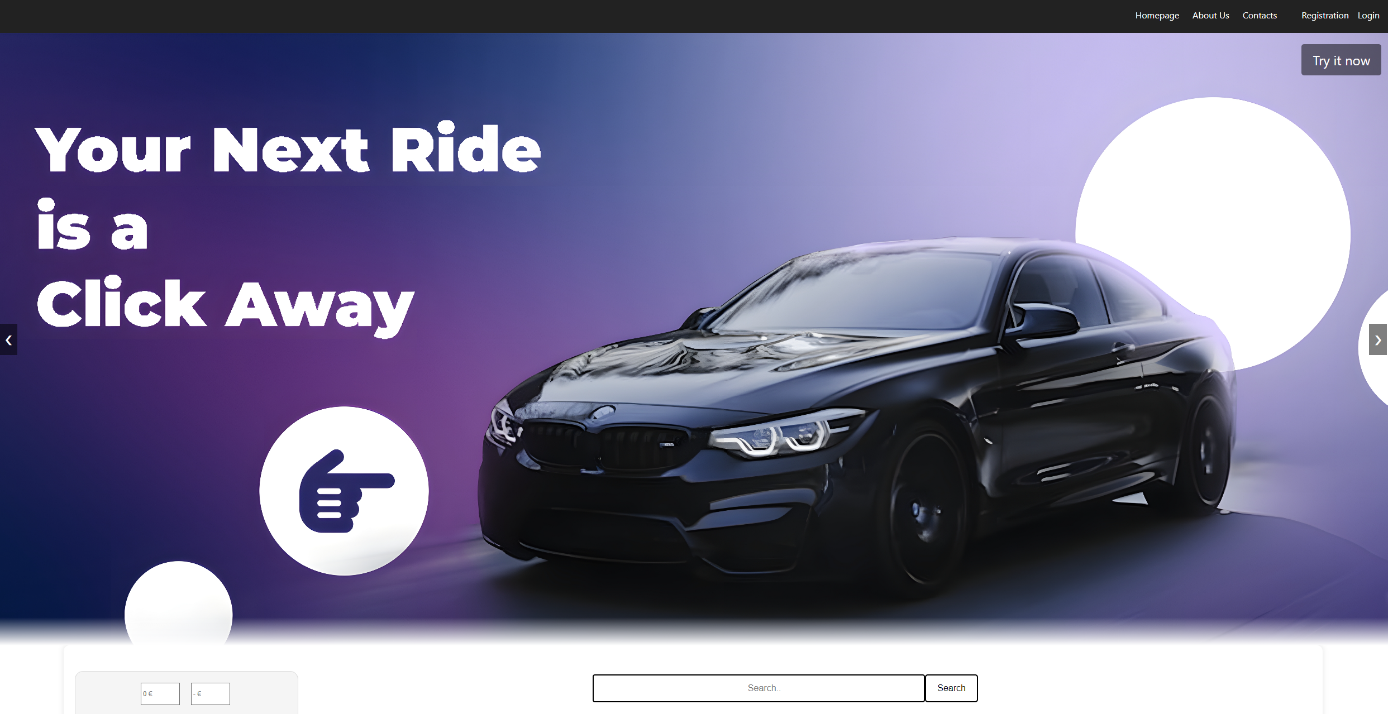 Homepage About Us Contacts Registration Login
Try it now
Your Next Ride
is a
Click Away
❮ ❯
0 €
- €
Search..
Search